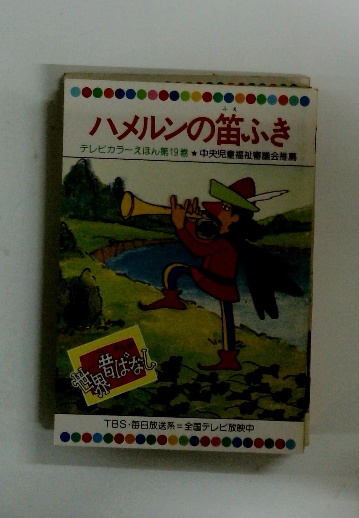 ふえ
ハメルンの笛ふき
テレビカラーえほん第19巻 ★ 中央児童福祉審議会推薦
世界
昔ばなし
TBS・毎日放送系=全国テレビ放映中